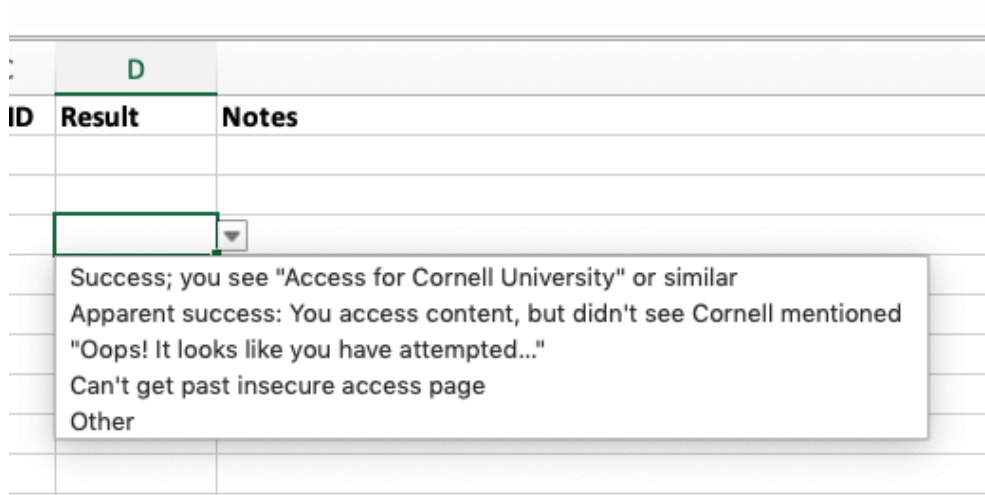 D
ID Result Notes
Success; you see "Access for Cornell University" or similar
Apparent success: You access content, but didn't see Cornell mentioned
"Oops! It looks like you have attempted..."
Can't get past insecure access page
Other